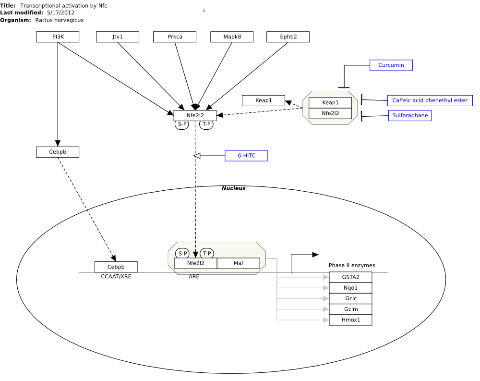 Title: Transcriptional activation by Nfe
Last modified: 5/17/2012
Organism: Rattus norvegicus
PI3K Jtv1 Prkca Mapk8 Ephb2
Curcumin
Keap1 Keap1 Caffeic acid phenethyl ester
Nfe2l2 Nfe2l2 Sulforaphane
S-P T-P
Cebpb 6-HITC
Nucleus
S-P T-P
Cebpb Nfe2l2 Maf Phase II enzymes
CCAAT/XRE ARE GSTA2
Nqo1
Gclc
Gclm
Hmox1